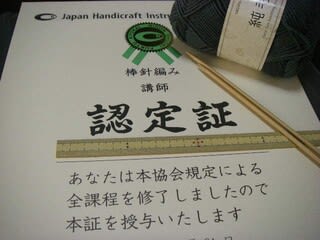 Japan Handicraft Instr
棒針編み
講師
認定証
あなたは本協会規定による
全課程を修了しましたので
本証を授与いたします